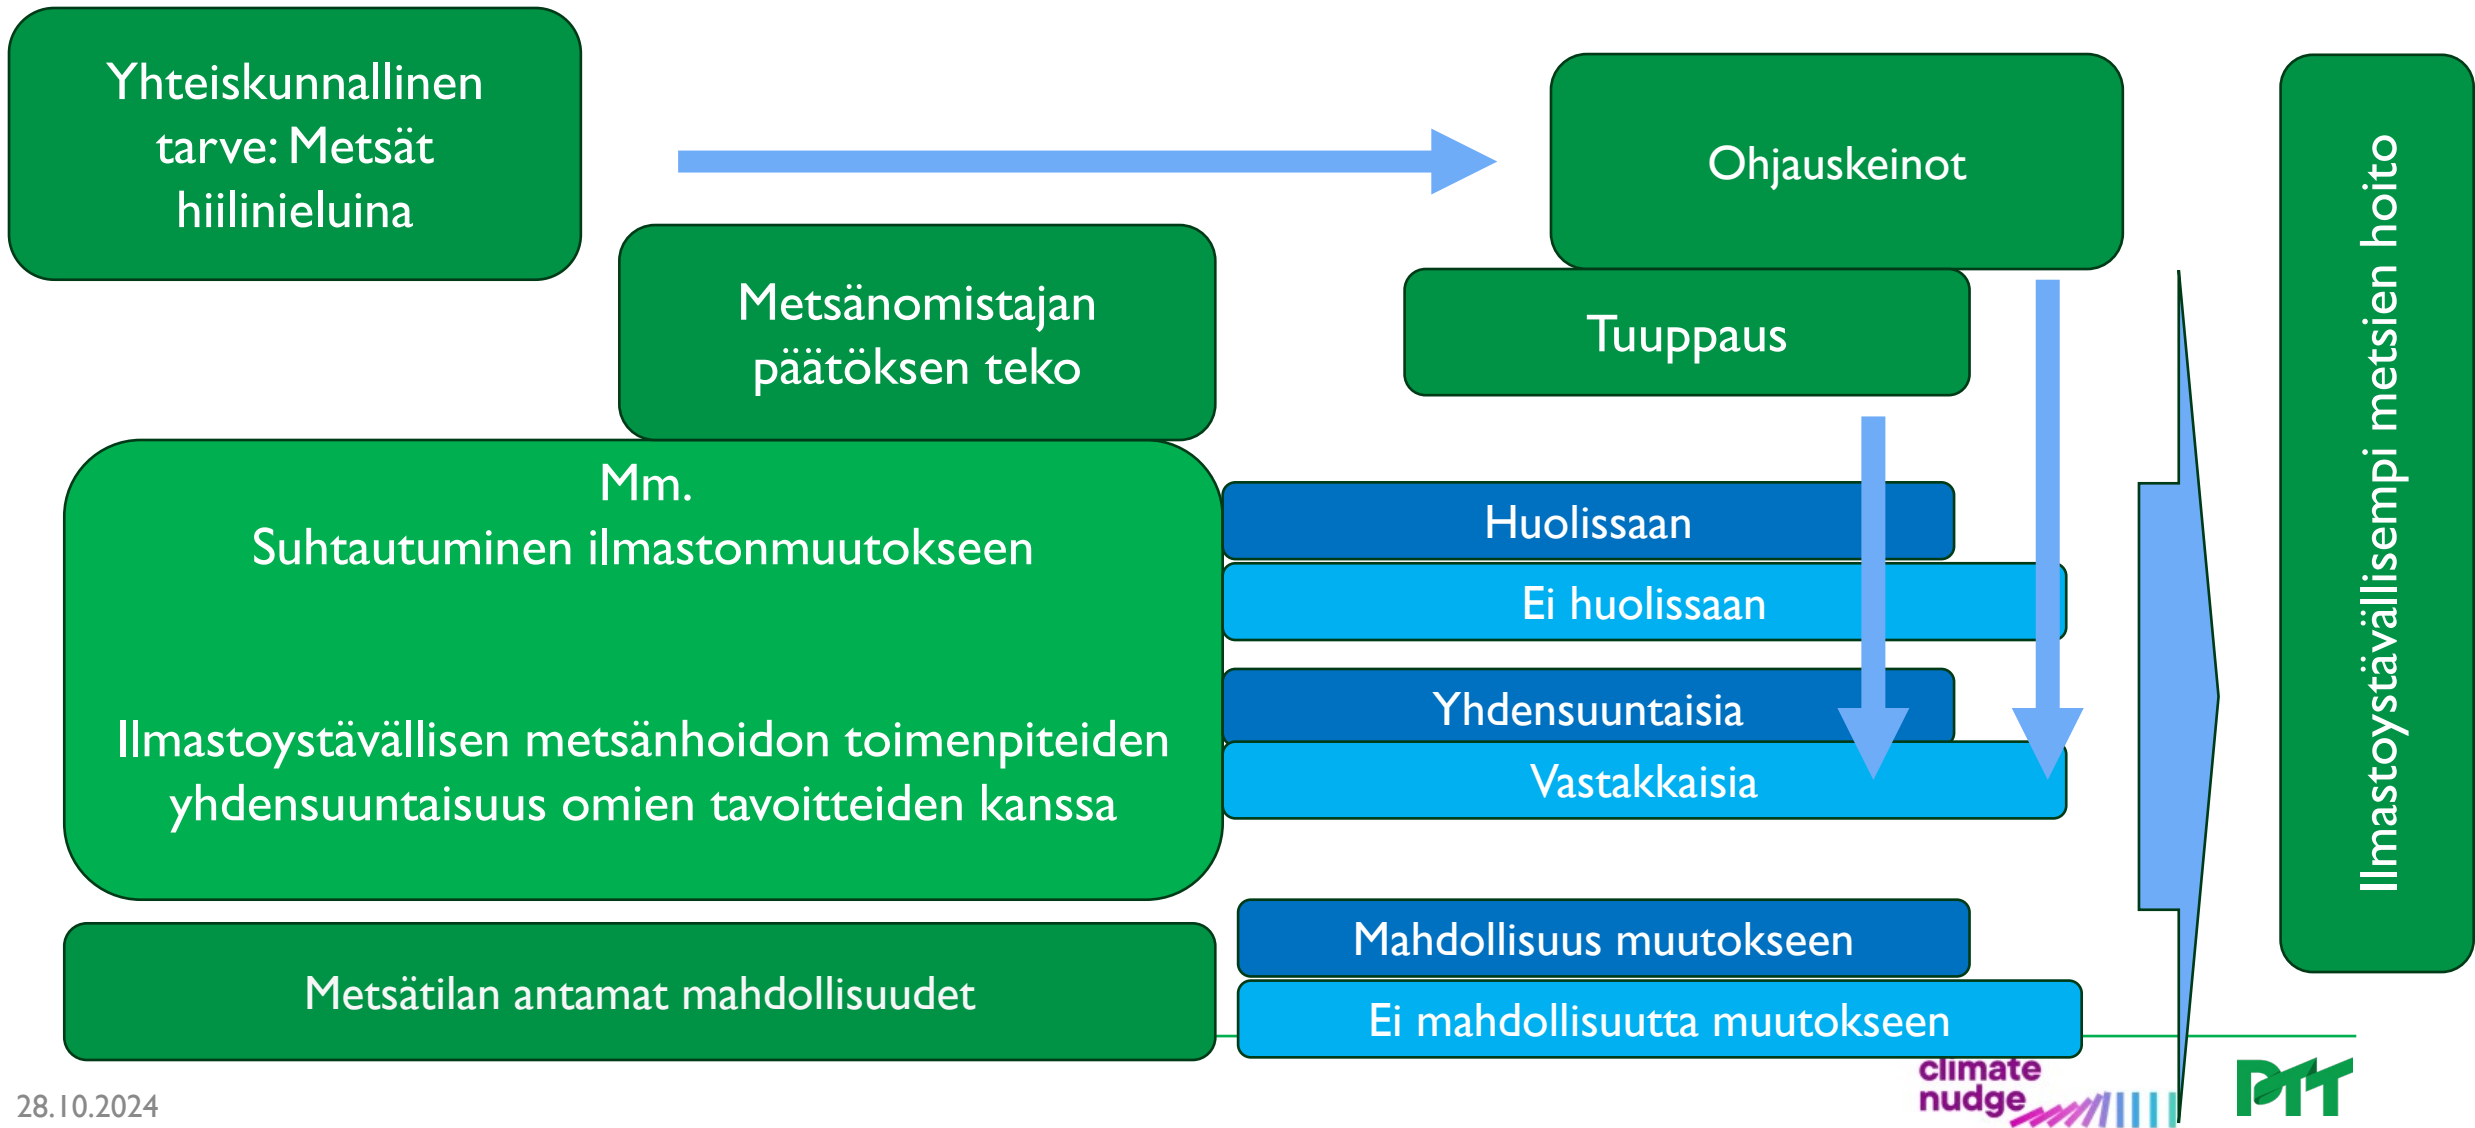 Yhteiskunnallinen
tarve: Metsät
hiilinieluina
Ohjauskeinot
Metsänomistajan
päätöksen teko
Tuuppaus
Mm.
Suhtautuminen ilmastonmuutokseen
Ilmastoystävällisen metsänhoidon toimenpiteiden
yhdensuuntaisuus omien tavoitteiden kanssa
Huolissaan
Ei huolissaan
Yhdensuuntaisia
Vastakkaisia
Metsätilan antamat mahdollisuudet
Mahdollisuus muutokseen
Ei mahdollisuutta muutokseen
Ilmastoystävällisempi metsien hoito
28.10.2024
climate
nudge
PTT